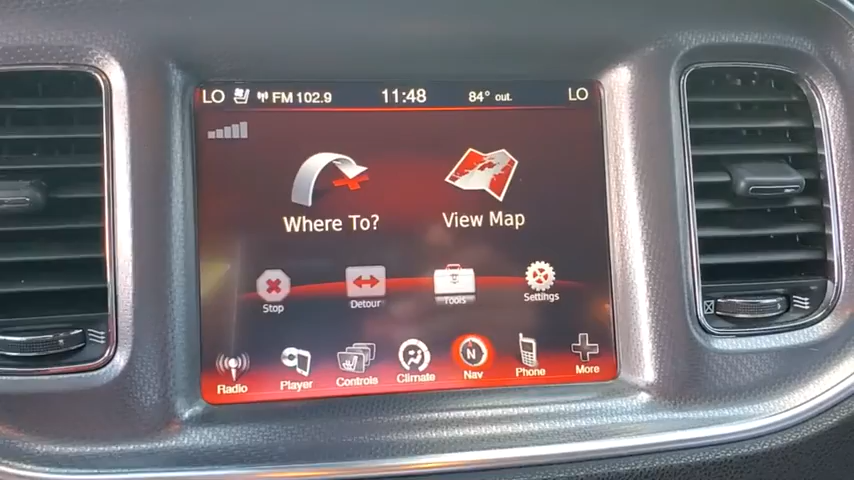 LO FM 102.9 11:48 84° out. LO
Where To? View Map
Stop Detour Tools Settings
Radio Player Controls Climate N Nav Phone More